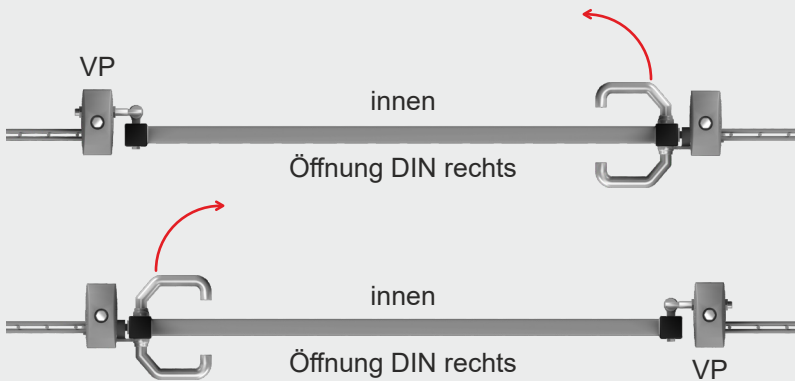 VP
innen
Öffnung DIN rechts
innen
Öffnung DIN rechts
VP